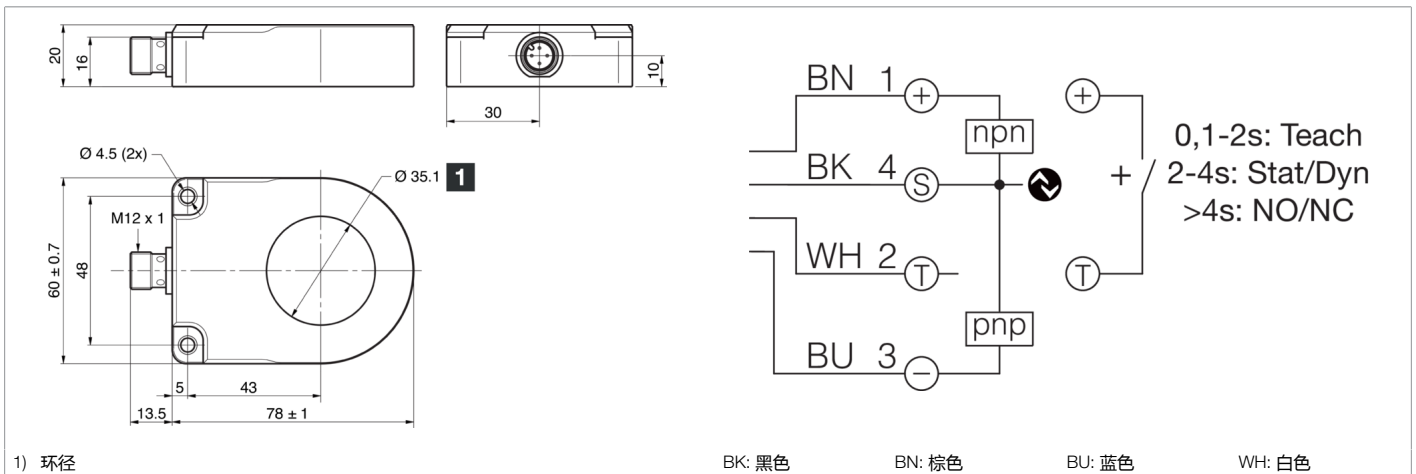 20
16
10
30
Ø 4.5 (2x)
Ø 35.1 1
M12 x 1
60 ± 0.7
48
5 43
13.5 78 ± 1
BN 1 +
npn
+
BK 4 S
WH 2 T
T
pnp
BU 3 −
+
0,1-2s: Teach
2-4s: Stat/Dyn
>4s: NO/NC
1) 环径
BK: 黑色 BN: 棕色 BU: 蓝色 WH: 白色